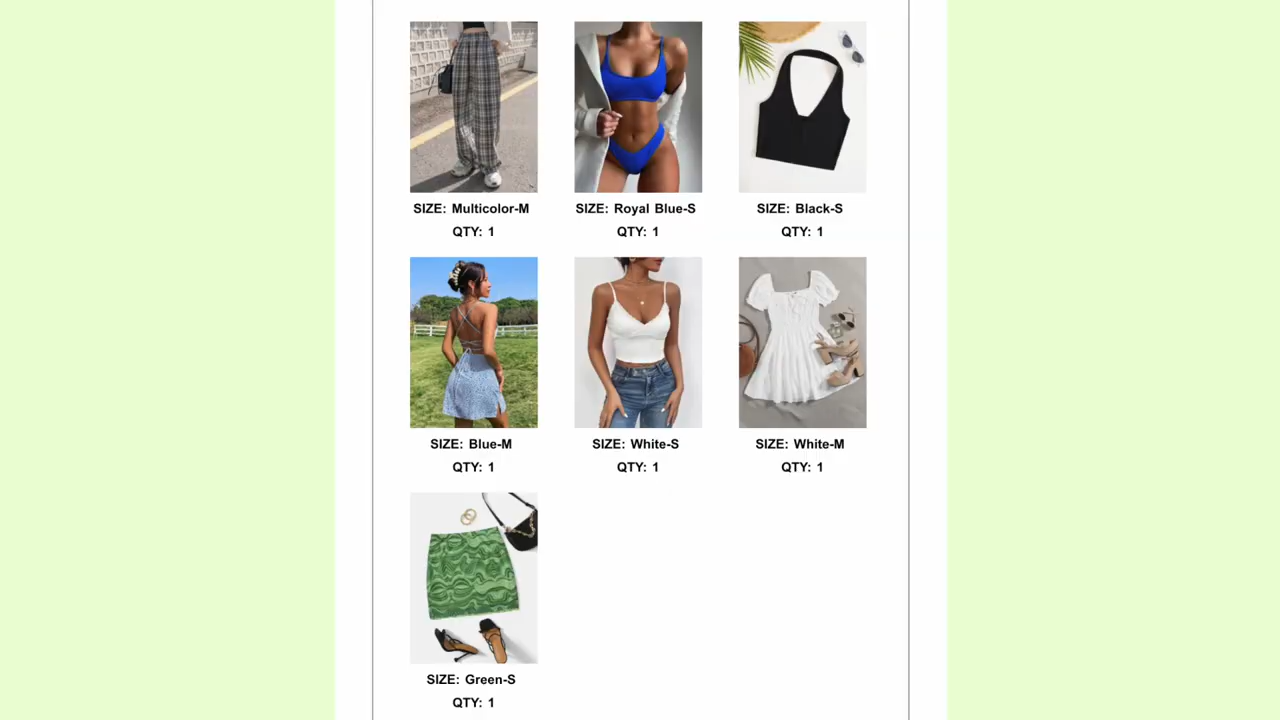 SIZE: Multicolor-M
QTY: 1
SIZE: Royal Blue-S
QTY: 1
SIZE: Black-S
QTY: 1
SIZE: Blue-M
QTY: 1
SIZE: White-S
QTY: 1
SIZE: White-M
QTY: 1
SIZE: Green-S
QTY: 1